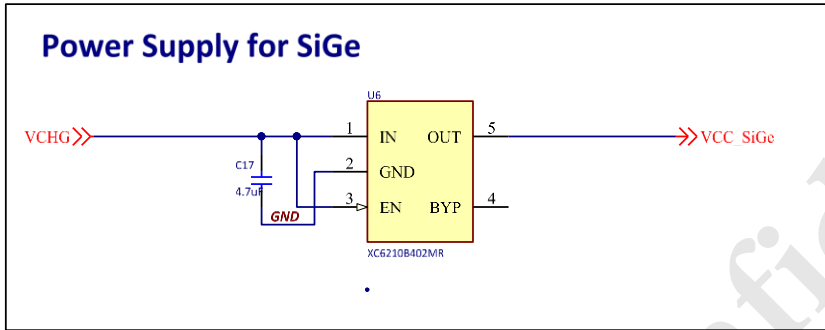 Power Supply for SiGe
U6
VCHG
1
IN
OUT
5
VCC_SiGe
C17
2
GND
4.7uF
3
EN
BYP
4
GND
XC6210B402MR